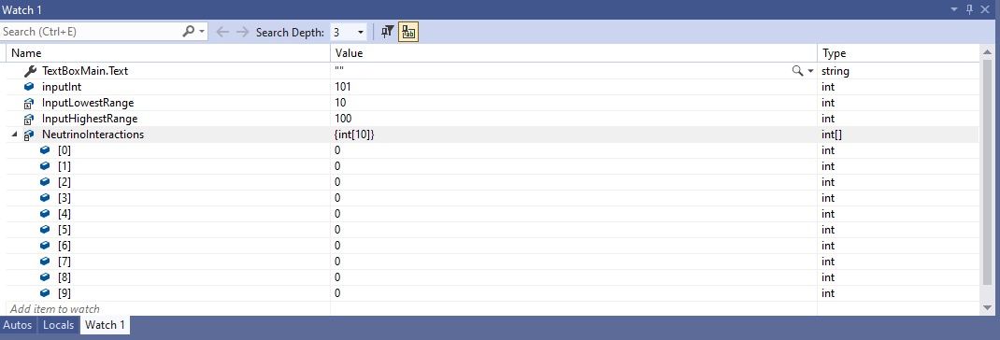 Watch 1
Search (Ctrl+E) Search Depth: 3
Name Value Type
TextBoxMain.Text "" string
inputInt 101 int
InputLowestRange 10 int
InputHighestRange 100 int
NeutrinoInteractions {int[10]} int[]
[0] 0 int
[1] 0 int
[2] 0 int
[3] 0 int
[4] 0 int
[5] 0 int
[6] 0 int
[7] 0 int
[8] 0 int
[9] 0 int
Add item to watch
Autos Locals Watch 1